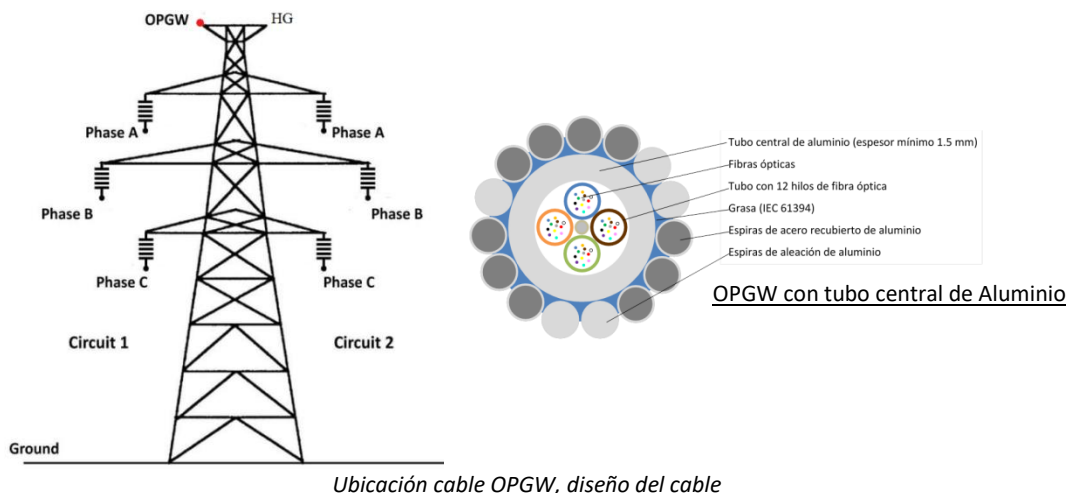 OPGW
HG
Phase A
Phase A
Phase B
Phase B
Phase C
Phase C
Circuit 1
Circuit 2
Ground
Tubo central de aluminio (espesor mínimo 1.5 mm)
Fibras ópticas
Tubo con 12 hilos de fibra óptica
Grasa (IEC 61394)
Espiras de acero recubierto de aluminio
Espiras de aleación de aluminio
OPGW con tubo central de Aluminio
Ubicación cable OPGW, diseño del cable